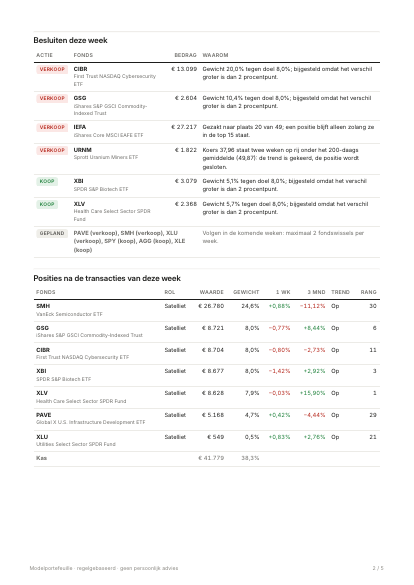 Besluiten deze week
ACTIE FONDS BEDRAG WAAROM
VERKOOP CIBR € 13.099 Gewicht 20,0% tegen doel 8,0%; bijgesteld omdat het verschil
First Trust NASDAQ Cybersecurity groter is dan 2 procentpunt.
ETF
VERKOOP GSG € 2.604 Gewicht 10,4% tegen doel 8,0%; bijgesteld omdat het verschil
iShares S&P GSCI Commodity- groter is dan 2 procentpunt.
Indexed Trust
VERKOOP IEFA € 27.217 Gezakt naar plaats 20 van 49; een positie blijft alleen zolang ze
iShares Core MSCI EAFE ETF in de top 15 staat.
VERKOOP URNM € 1.822 Koers 37,96 staat twee weken op rij onder het 200-daags
Sprott Uranium Miners ETF gemiddelde (49,87): de trend is gekeerd, de positie wordt
gesloten.
KOOP XBI € 3.079 Gewicht 5,1% tegen doel 8,0%; bijgesteld omdat het verschil
SPDR S&P Biotech ETF groter is dan 2 procentpunt.
KOOP XLV € 2.368 Gewicht 5,7% tegen doel 8,0%; bijgesteld omdat het verschil
Health Care Select Sector SPDR groter is dan 2 procentpunt.
Fund
GEPLAND PAVE (verkoop), SMH (verkoop), XLU Volgen in de komende weken: maximaal 2 fondswissels per
(verkoop), SPY (koop), AGG (koop), XLE week.
(koop)
Posities na de transacties van deze week
FONDS ROL WAARDE GEWICHT 1 WK 3 MND TREND RANG
SMH Satelliet € 26.780 24,6% +0,88% −11,12% Op 30
VanEck Semiconductor ETF
GSG Satelliet € 8.721 8,0% −0,77% +8,44% Op 6
iShares S&P GSCI Commodity-Indexed Trust
CIBR Satelliet € 8.704 8,0% −0,80% −2,73% Op 11
First Trust NASDAQ Cybersecurity ETF
XBI Satelliet € 8.677 8,0% −1,42% +2,92% Op 3
SPDR S&P Biotech ETF
XLV Satelliet € 8.628 7,9% −0,03% +15,90% Op 1
Health Care Select Sector SPDR Fund
PAVE Satelliet € 5.168 4,7% +0,42% −4,44% Op 29
Global X U.S. Infrastructure Development ETF
XLU Satelliet € 549 0,5% +0,83% +2,76% Op 21
Utilities Select Sector SPDR Fund
Kas € 41.779 38,3%
Modelportefeuille · regelgebaseerd · geen persoonlijk advies 2 / 5